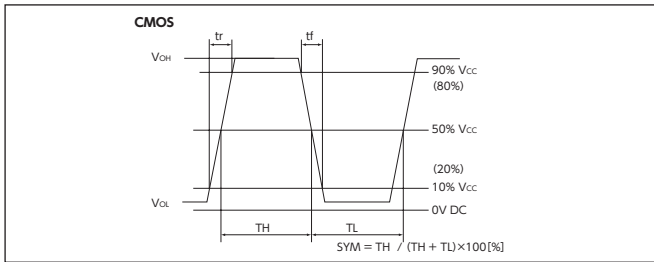 CMOS
tr
tf
VOH
90% VCC
(80%)
50% VCC
(20%)
10% VCC
VOL
0V DC
TH
TL
SYM = TH / (TH + TL)×100[%]